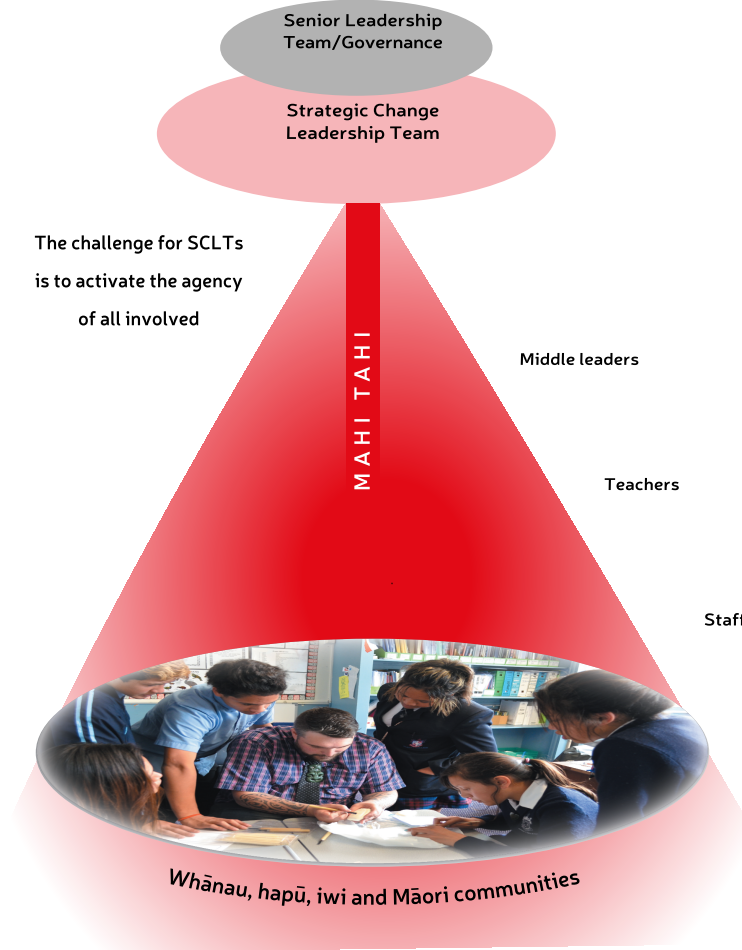 Senior Leadership
Team/Governance
Strategic Change
Leadership Team
The challenge for SCLTs
is to activate the agency
of all involved
MAHI TAHI
Middle leaders
Teachers
Staff
Whānau, hapū, iwi and Māori communities